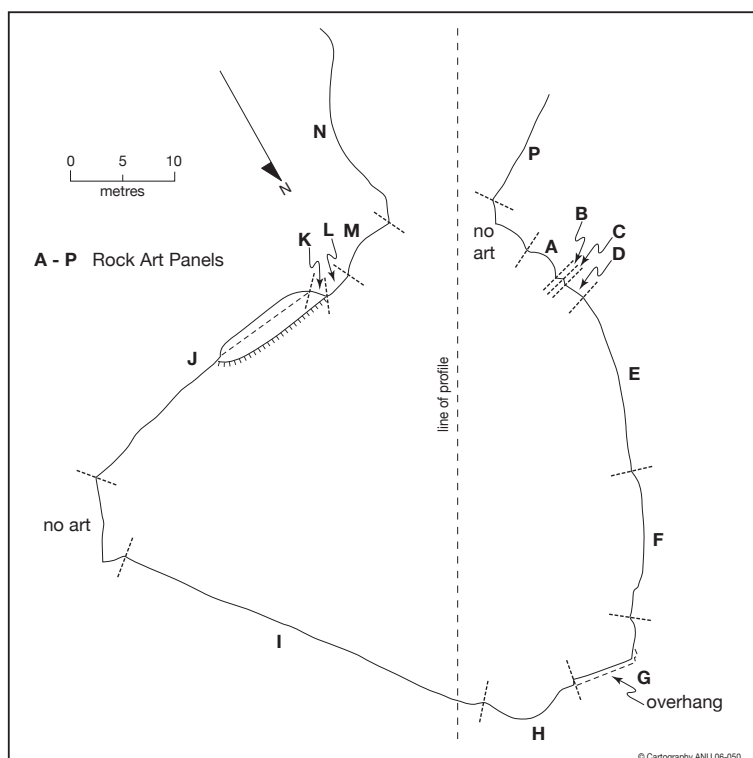 N
P
0 5 10
metres
N
B
C
D
K
L
M
no
art
A
A - P Rock Art Panels
J
E
line of profile
no art
F
I
G
overhang
H
© Cartography ANU 06-050